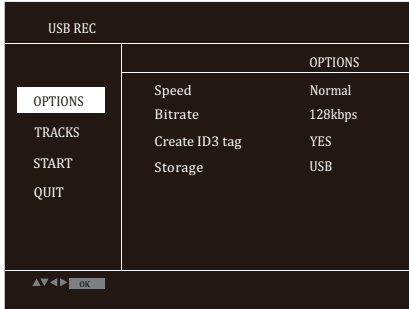 USB REC
OPTIONS
OPTIONS
Speed Normal
Bitrate 128kbps
Create ID3 tag YES
Storage USB
TRACKS
START
QUIT
OK